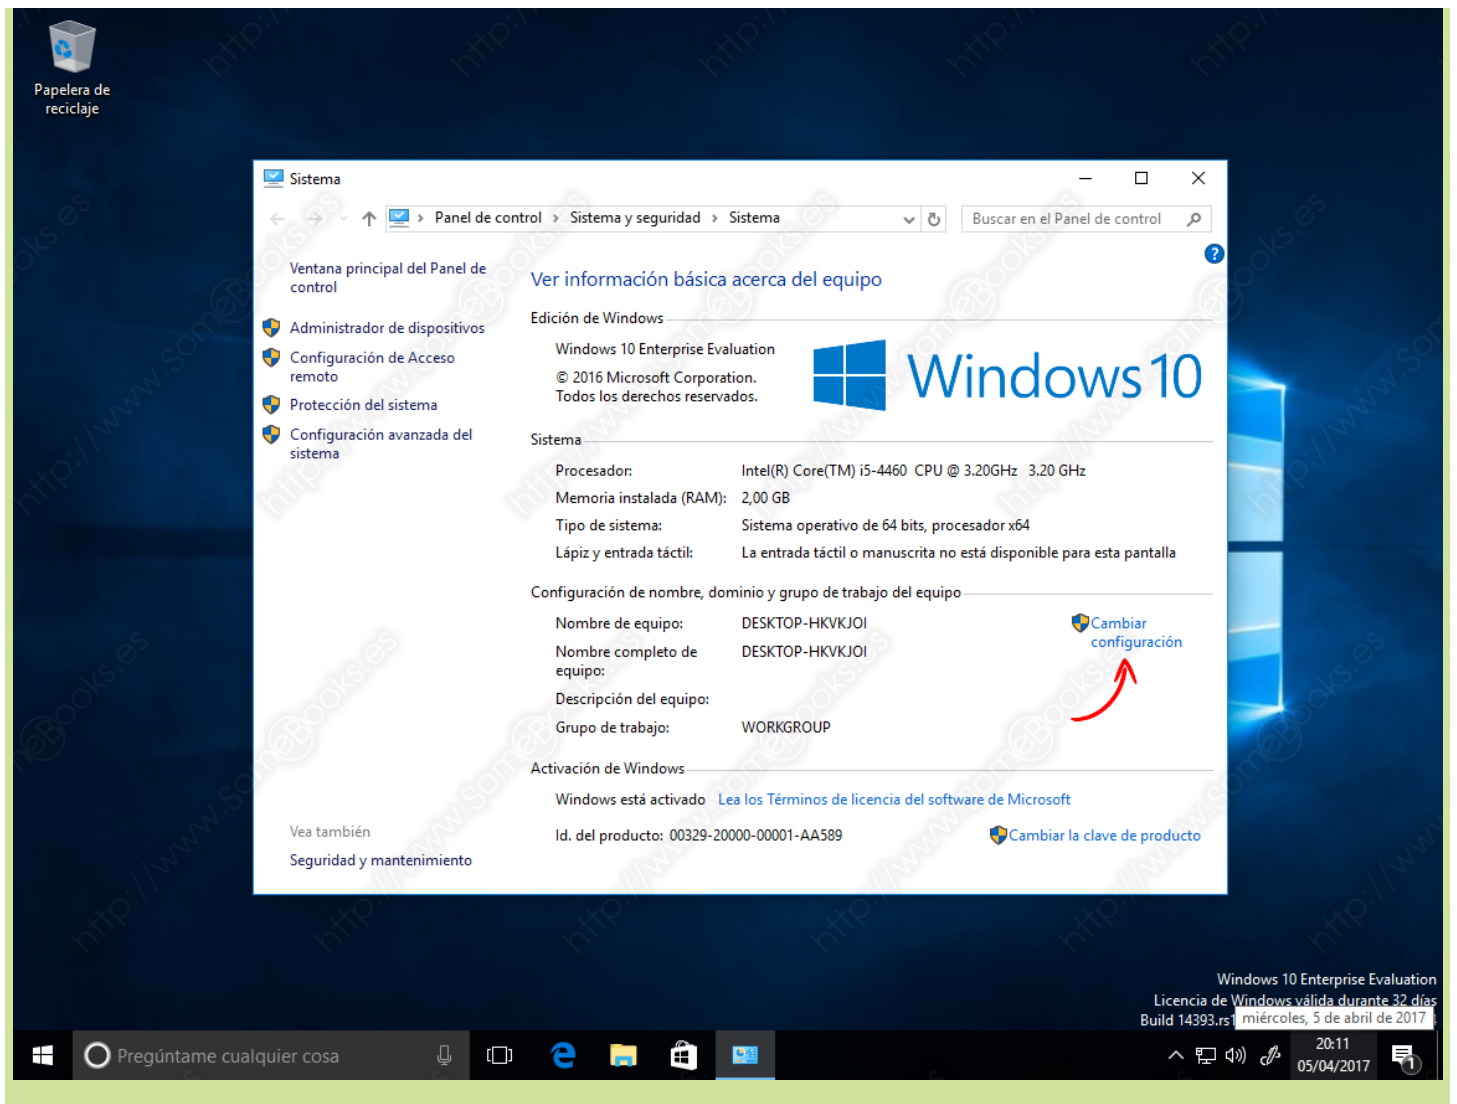 Papelera de
reciclaje
Sistema
Panel de control › Sistema y seguridad › Sistema
Buscar en el Panel de control
?
Ventana principal del Panel de
control
Administrador de dispositivos
Configuración de Acceso
remoto
Protección del sistema
Configuración avanzada del
sistema
Vea también
Seguridad y mantenimiento
Ver información básica acerca del equipo
Edición de Windows
Windows 10 Enterprise Evaluation
© 2016 Microsoft Corporation.
Todos los derechos reservados.
Windows 10
Sistema
Procesador: Intel(R) Core(TM) i5-4460 CPU @ 3.20GHz 3.20 GHz
Memoria instalada (RAM): 2,00 GB
Tipo de sistema: Sistema operativo de 64 bits, procesador x64
Lápiz y entrada táctil: La entrada táctil o manuscrita no está disponible para esta pantalla
Configuración de nombre, dominio y grupo de trabajo del equipo
Nombre de equipo: DESKTOP-HKVKJOI
Cambiar
configuración
Nombre completo de
equipo: DESKTOP-HKVKJOI
Descripción del equipo:
Grupo de trabajo: WORKGROUP
Activación de Windows
Windows está activado Lea los Términos de licencia del software de Microsoft
Id. del producto: 00329-20000-00001-AA589
Cambiar la clave de producto
Windows 10 Enterprise Evaluation
Licencia de Windows válida durante 32 días
Build 14393.rs1
miércoles, 5 de abril de 2017
Pregúntame cualquier cosa
20:11
05/04/2017
1
http://www.SomeBooks.es